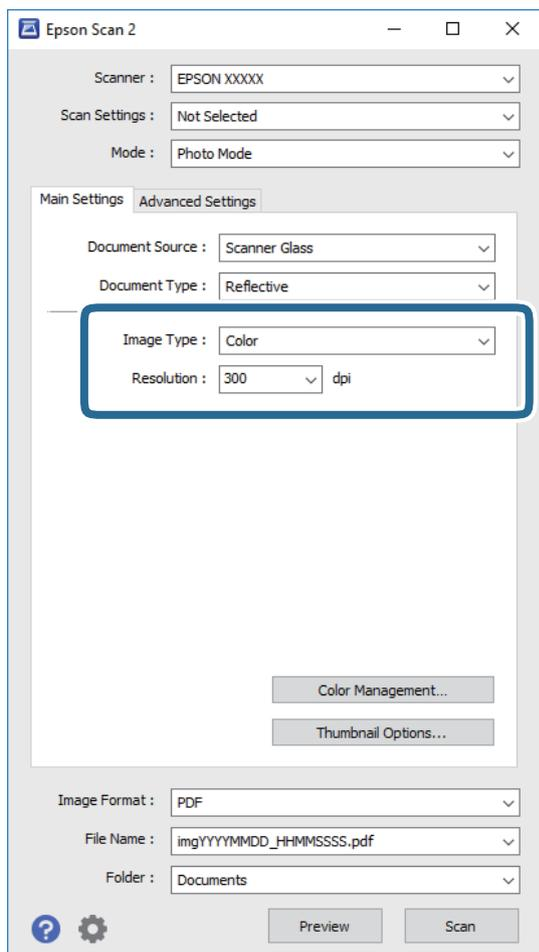 Epson Scan 2
Scanner : EPSON XXXXX
Scan Settings : Not Selected
Mode : Photo Mode
Main Settings Advanced Settings
Document Source : Scanner Glass
Document Type : Reflective
Image Type : Color
Resolution : 300 dpi
Color Management...
Thumbnail Options...
Image Format : PDF
File Name : imgYYYYMMDD_HHMMSSSS.pdf
Folder : Documents
? Preview Scan